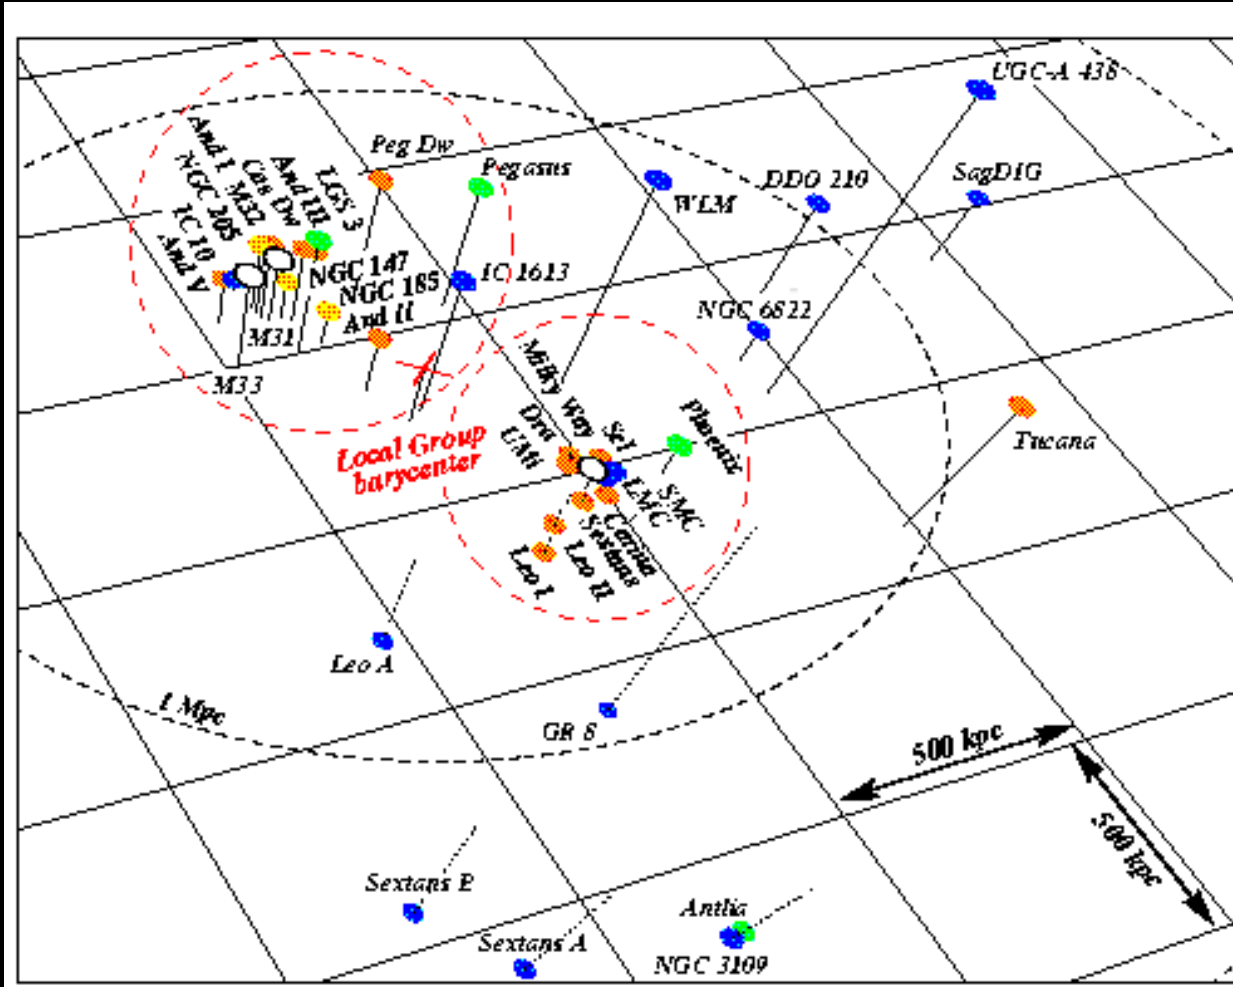 UGC-A 438
Peg Dw
Pegasus
WLM
DDO 210
SagDIG
LGS 3
And III
Cas Dw
And I M32
NGC 205
IC 10
And V
NGC 147
NGC 185
And II
IC 1613
M31
M33
NGC 6822
Milky Way
Scl
Dra
UMi
Phoenix
Tucana
Local Group
barycenter
SMC
LMC
Carina
Sextans
Leo II
Leo I
Leo A
1 Mpc
GR 8
500 kpc
500 kpc
Sextans B
Sextans A
Antlia
NGC 3109